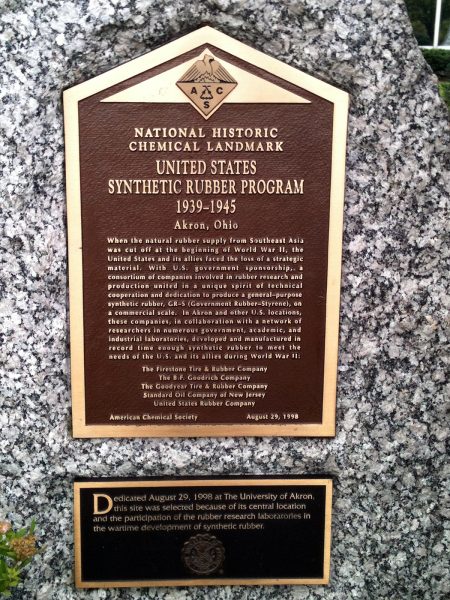 A C
S
NATIONAL HISTORIC
CHEMICAL LANDMARK
UNITED STATES
SYNTHETIC RUBBER PROGRAM
1939–1945
Akron, Ohio
When the natural rubber supply from Southeast Asia
was cut off at the beginning of World War II, the
United States and its allies faced the loss of a strategic
material. With U.S. government sponsorship, a
consortium of companies involved in rubber research and
production united in a unique spirit of technical
cooperation and dedication to produce a general-purpose
synthetic rubber, GR-S (Government Rubber-Styrene), on
a commercial scale. In Akron and other U.S. locations,
these companies, in collaboration with a network of
researchers in numerous government, academic, and
industrial laboratories, developed and manufactured in
record time enough synthetic rubber to meet the
needs of the U.S. and its allies during World War II:
The Firestone Tire & Rubber Company
The B.F. Goodrich Company
The Goodyear Tire & Rubber Company
Standard Oil Company of New Jersey
United States Rubber Company
American Chemical Society August 29, 1998
Dedicated August 29, 1998 at The University of Akron,
this site was selected because of its central location
and the participation of the rubber research laboratories in
the wartime development of synthetic rubber.